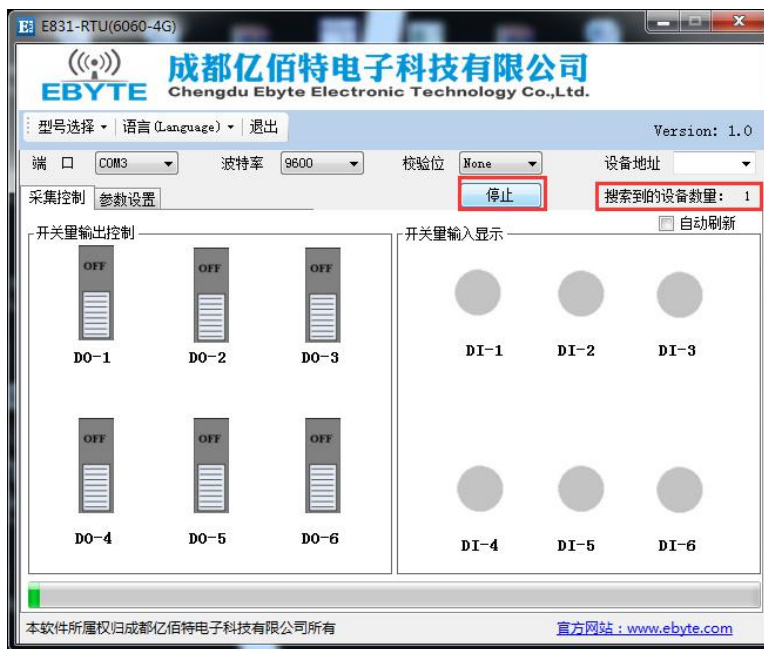 E831-RTU(6060-4G)
EBYTE
成都亿佰特电子科技有限公司
Chengdu Ebyte Electronic Technology Co.,Ltd.
型号选择 语言(Language) 退出 Version: 1.0
端 口 COM3 波特率 9600 校验位 None 设备地址
采集控制 参数设置 停止 搜索到的设备数量: 1
自动刷新
开关量输出控制 开关量输入显示
OFF OFF OFF
DO-1 DO-2 DO-3 DI-1 DI-2 DI-3
OFF OFF OFF
DO-4 DO-5 DO-6 DI-4 DI-5 DI-6
本软件所属权归成都亿佰特电子科技有限公司所有 官方网站：www.ebyte.com